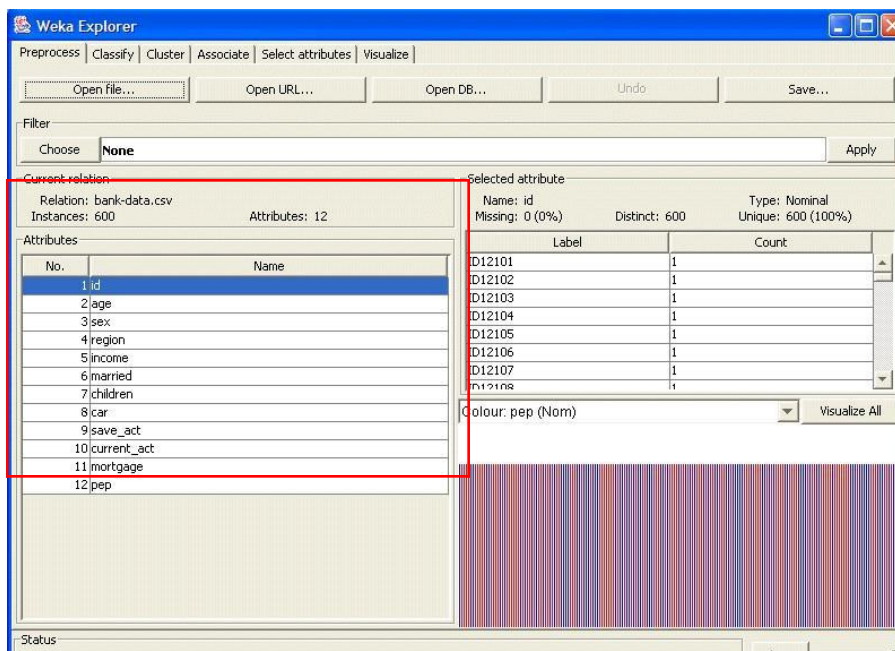 Weka Explorer
Preprocess Classify Cluster Associate Select attributes Visualize
Open file... Open URL... Open DB... Undo Save...
Filter
Choose None Apply
Current relation
Relation: bank-data.csv
Instances: 600 Attributes: 12
Attributes
No. Name
1 id
2 age
3 sex
4 region
5 income
6 married
7 children
8 car
9 save_act
10 current_act
11 mortgage
12 pep
Selected attribute
Name: id Type: Nominal
Missing: 0 (0%) Distinct: 600 Unique: 600 (100%)
Label Count
ID12101 1
ID12102 1
ID12103 1
ID12104 1
ID12105 1
ID12106 1
ID12107 1
ID12108 1
Colour: pep (Nom) Visualize All
Status